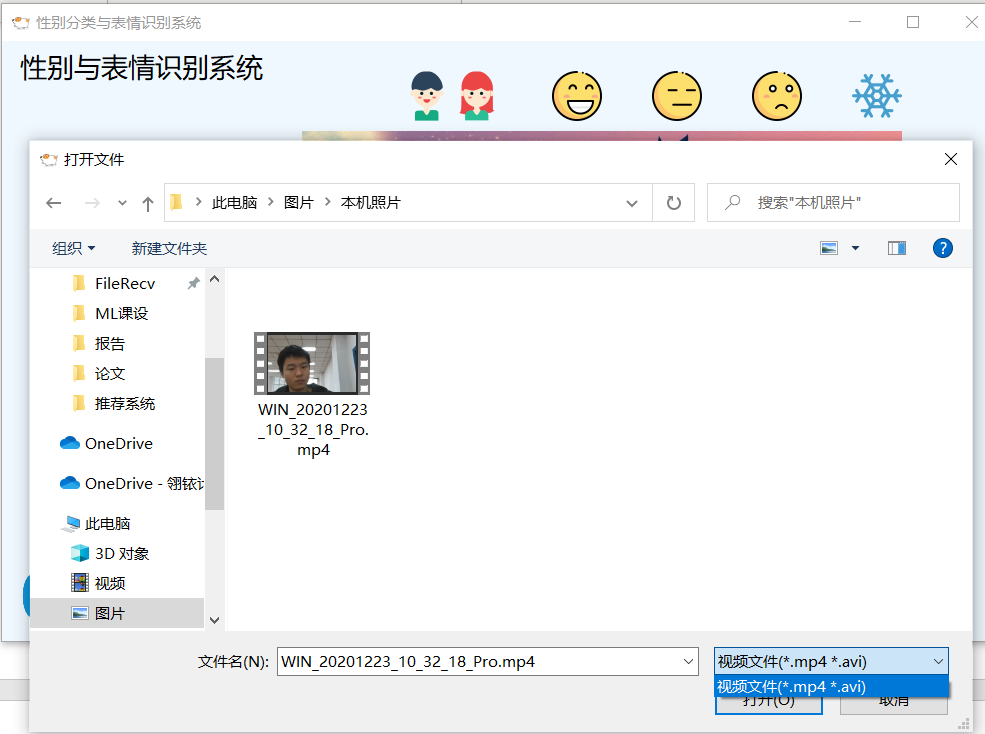 性别分类与表情识别系统
性别与表情识别系统
打开文件
此电脑 图片 本机照片
搜索"本机照片"
组织 新建文件夹
FileRecv
ML课设
报告
论文
推荐系统
OneDrive
OneDrive - 翎铱
此电脑
3D 对象
视频
图片
WIN_20201223
_10_32_18_Pro.
mp4
文件名(N): WIN_20201223_10_32_18_Pro.mp4 视频文件(*.mp4 *.avi)
视频文件(*.mp4 *.avi)
打开(O) 取消